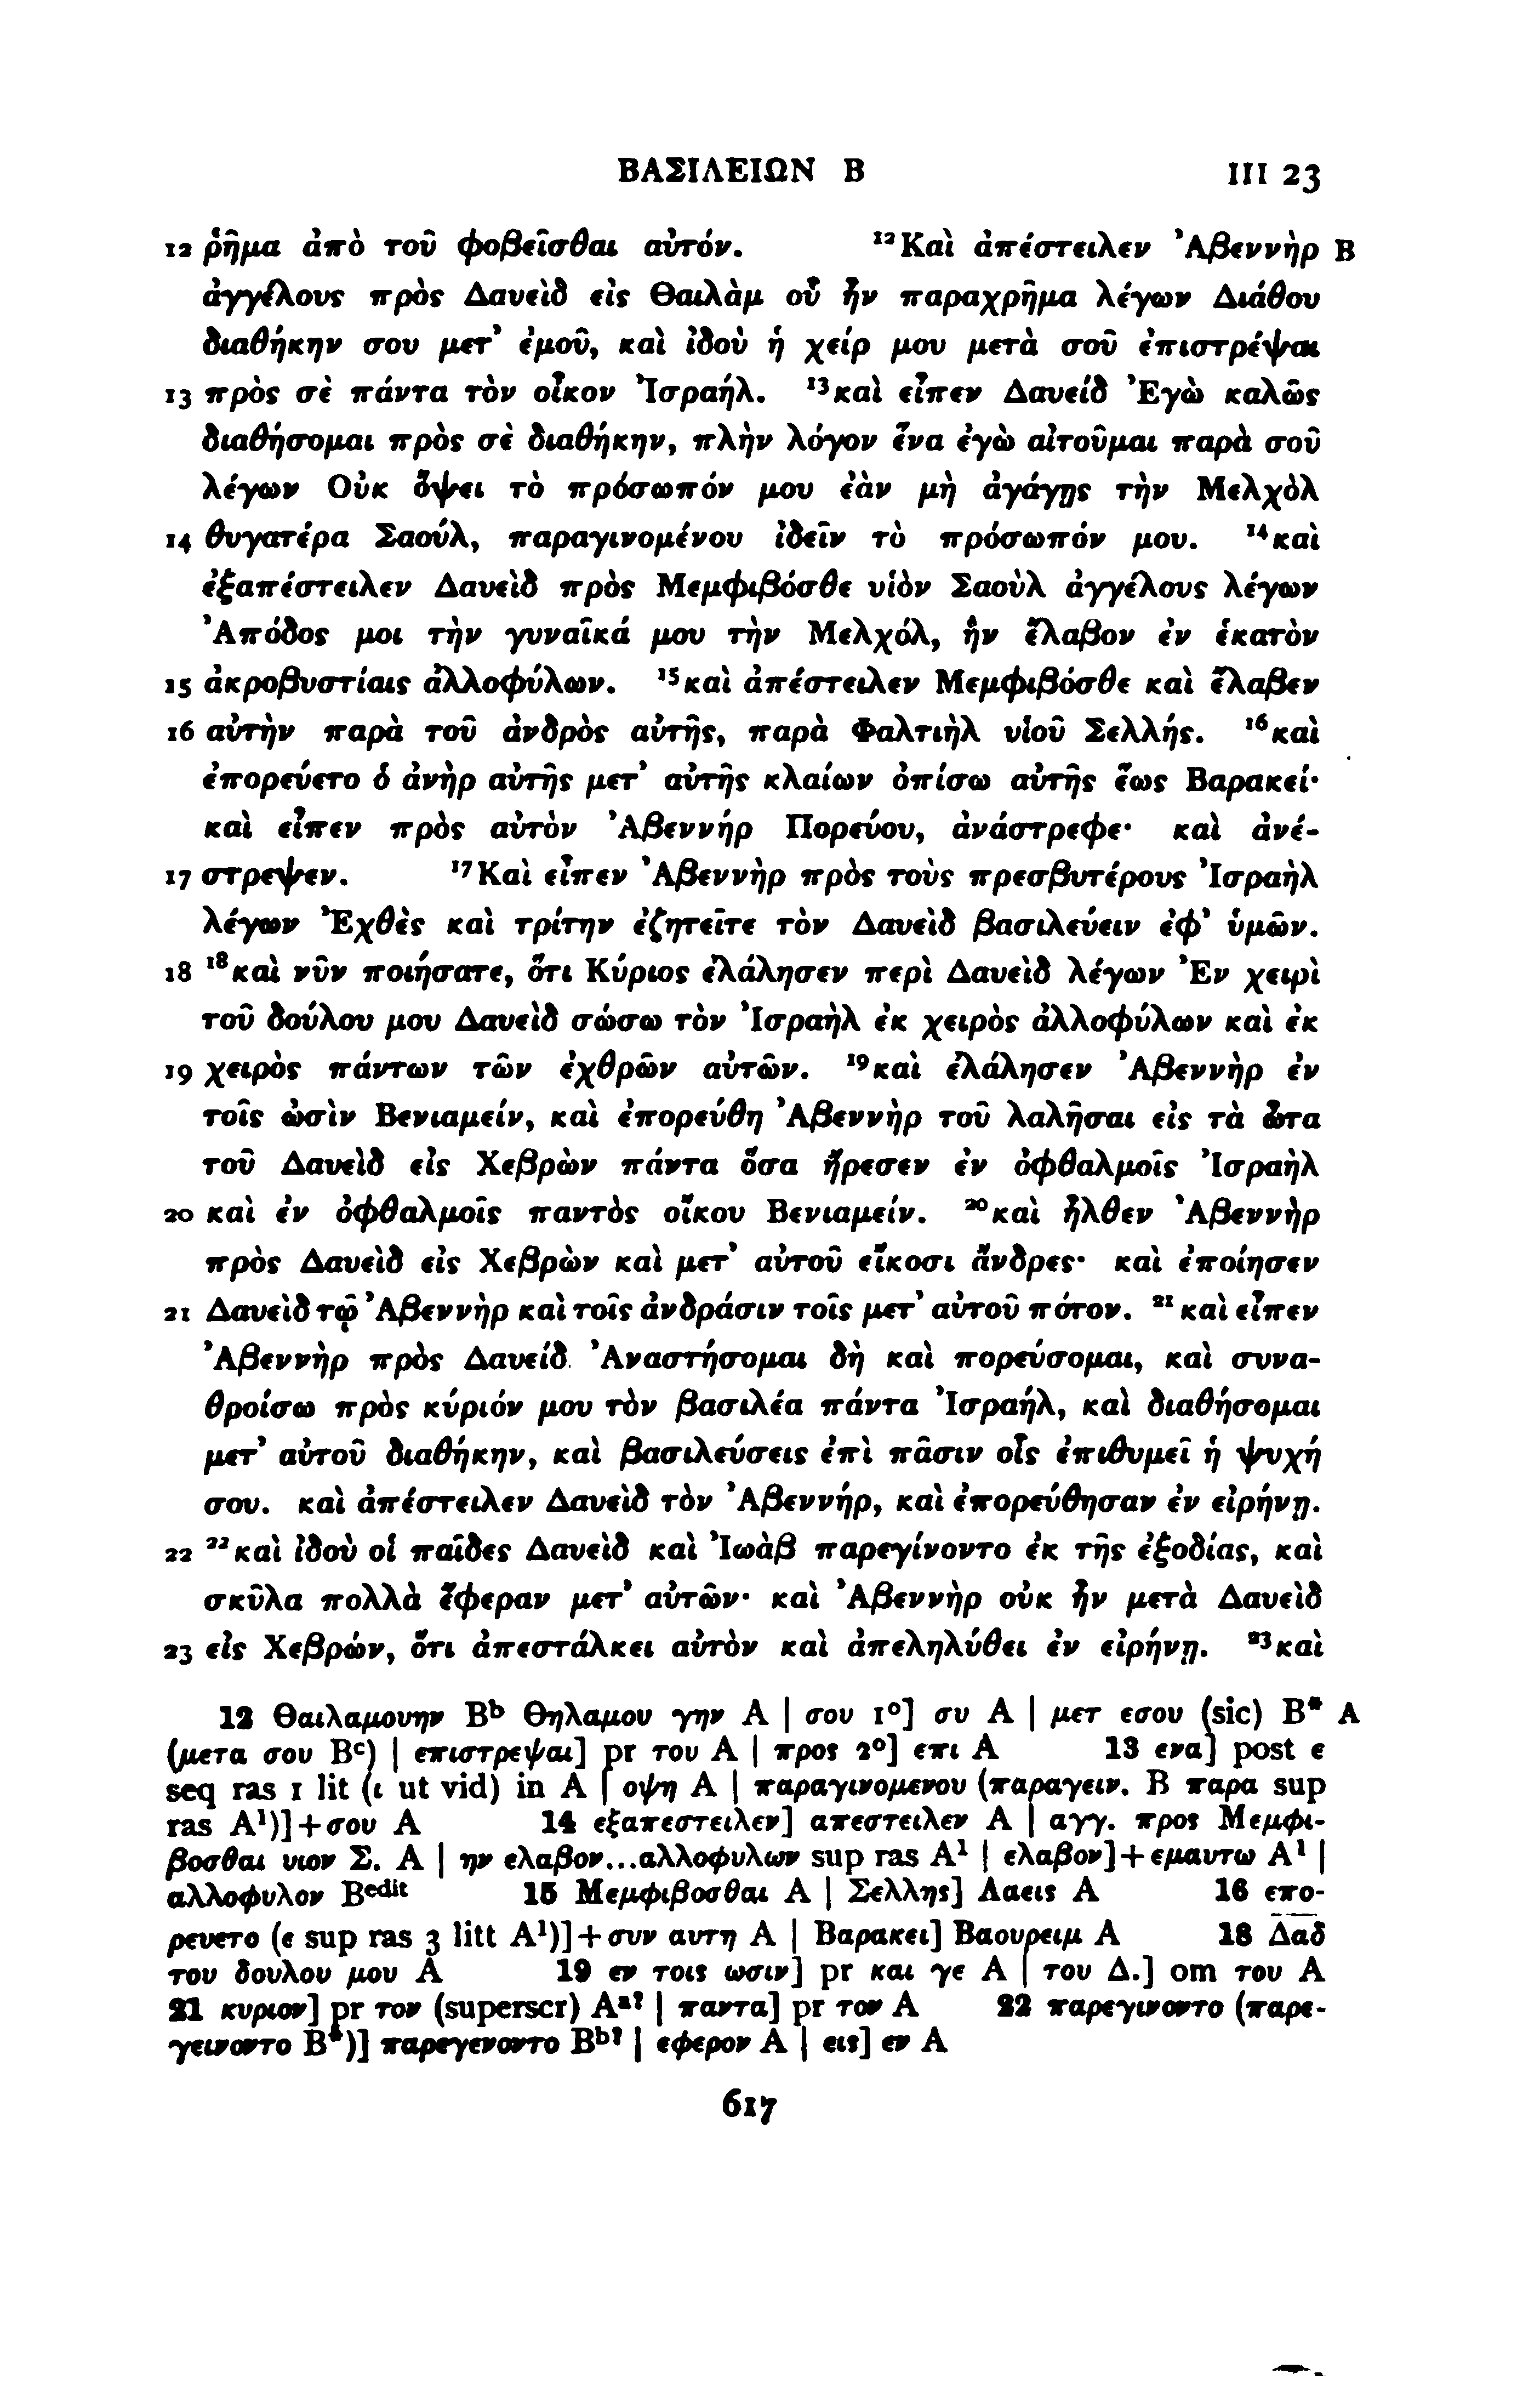 ΒΑΣΙΛΕΙΩΝ Β III 23
12 ῥῆμα ἀπὸ τοῦ φοβεῖσθαι αὐτόν. ¹²Καὶ ἀπέστειλεν Ἀβεννὴρ B
ἀγγέλους πρὸς Δαυεὶδ εἰς Θαιλὰμ οὗ ἦν παραχρῆμα λέγων Διάθου
διαθήκην σου μετ’ ἐμοῦ, καὶ ἰδοὺ ἡ χείρ μου μετὰ σοῦ ἐπιστρέψαι
13 πρὸς σὲ πάντα τὸν οἶκον Ἰσραήλ. ¹³καὶ εἶπεν Δαυείδ Ἐγὼ καλῶς
διαθήσομαι πρὸς σὲ διαθήκην, πλὴν λόγον ἕνα ἐγὼ αἰτοῦμαι παρὰ σοῦ
λέγων Οὐκ ὄψει τὸ πρόσωπόν μου ἐὰν μὴ ἀγάγῃς τὴν Μελχὸλ
14 θυγατέρα Σαούλ, παραγινομένου ἰδεῖν τὸ πρόσωπόν μου. ¹⁴καὶ
ἐξαπέστειλεν Δαυεὶδ πρὸς Μεμφιβόσθε υἱὸν Σαοὺλ ἀγγέλους λέγων
Ἀπόδος μοι τὴν γυναῖκά μου τὴν Μελχόλ, ἣν ἔλαβον ἐν ἑκατὸν
15 ἀκροβυστίαις ἀλλοφύλων. ¹⁵καὶ ἀπέστειλεν Μεμφιβόσθε καὶ ἔλαβεν
16 αὐτὴν παρὰ τοῦ ἀνδρὸς αὐτῆς, παρὰ Φαλτιὴλ υἱοῦ Σελλής. ¹⁶καὶ
ἐπορεύετο ὁ ἀνὴρ αὐτῆς μετ’ αὐτῆς κλαίων ὀπίσω αὐτῆς ἕως Βαρακεί·
καὶ εἶπεν πρὸς αὐτὸν Ἀβεννήρ Πορεύου, ἀνάστρεφε· καὶ ἀνέ-
17 στρεψεν. ¹⁷Καὶ εἶπεν Ἀβεννὴρ πρὸς τοὺς πρεσβυτέρους Ἰσραὴλ
λέγων Ἐχθὲς καὶ τρίτην ἐζητεῖτε τὸν Δαυεὶδ βασιλεύειν ἐφ’ ὑμῶν.
18 ¹⁸καὶ νῦν ποιήσατε, ὅτι Κύριος ἐλάλησεν περὶ Δαυεὶδ λέγων Ἐν χειρὶ
τοῦ δούλου μου Δαυεὶδ σώσω τὸν Ἰσραὴλ ἐκ χειρὸς ἀλλοφύλων καὶ ἐκ
19 χειρὸς πάντων τῶν ἐχθρῶν αὐτῶν. ¹⁹καὶ ἐλάλησεν Ἀβεννὴρ ἐν
τοῖς ὠσὶν Βενιαμείν, καὶ ἐπορεύθη Ἀβεννὴρ τοῦ λαλῆσαι εἰς τὰ ὦτα
τοῦ Δαυεὶδ εἰς Χεβρὼν πάντα ὅσα ἤρεσεν ἐν ὀφθαλμοῖς Ἰσραὴλ
20 καὶ ἐν ὀφθαλμοῖς παντὸς οἴκου Βενιαμείν. ²⁰καὶ ἦλθεν Ἀβεννὴρ
πρὸς Δαυεὶδ εἰς Χεβρὼν καὶ μετ’ αὐτοῦ εἴκοσι ἄνδρες· καὶ ἐποίησεν
21 Δαυεὶδ τῷ Ἀβεννὴρ καὶ τοῖς ἀνδράσιν τοῖς μετ’ αὐτοῦ πότον. ²¹καὶ εἶπεν
Ἀβεννὴρ πρὸς Δαυείδ Ἀναστήσομαι δὴ καὶ πορεύσομαι, καὶ συνα-
θροίσω πρὸς κύριόν μου τὸν βασιλέα πάντα Ἰσραήλ, καὶ διαθήσομαι
μετ’ αὐτοῦ διαθήκην, καὶ βασιλεύσεις ἐπὶ πᾶσιν οἷς ἐπιθυμεῖ ἡ ψυχή
σου. καὶ ἀπέστειλεν Δαυεὶδ τὸν Ἀβεννήρ, καὶ ἐπορεύθησαν ἐν εἰρήνῃ.
22 ²²καὶ ἰδοὺ οἱ παῖδες Δαυεὶδ καὶ Ἰωὰβ παρεγίνοντο ἐκ τῆς ἐξοδίας, καὶ
σκῦλα πολλὰ ἔφεραν μετ’ αὐτῶν· καὶ Ἀβεννὴρ οὐκ ἦν μετὰ Δαυεὶδ
23 εἰς Χεβρών, ὅτι ἀπεστάλκει αὐτὸν καὶ ἀπεληλύθει ἐν εἰρήνῃ. ²³καὶ
12 Θαιλαμουην Bᵇ Θηλαμου γην A | σου 1°] συ A | μετ εσου (sic) B* A
(μετα σου Bᶜ) | επιστρεψαι] pr του A | προς 2°] επι A 13 ενα] post ε
seq ras 1 lit (ι ut vid) in A | οψη A | παραγινομενου (παραγειν. B παρα sup
ras A¹)]+σου A 14 εξαπεστειλεν] απεστειλεν A | αγγ. προς Μεμφι-
βοσθαι υιον Σ. A | ην ελαβον...αλλοφυλων sup ras A¹ | ελαβον]+εμαυτω A¹ |
αλλοφυλον Bᵉᵈⁱᵗ 15 Μεμφιβοσθαι A | Σελλης] Λαεις A 16 επο-
ρευετο (ε sup ras 3 litt A¹)]+συν αυτη A | Βαρακει] Βαουρειμ A 18 Δαδ
του δουλου μου A 19 εν τοις ωσιν] pr και γε A | του Δ.] om του A
21 κυριον] pr τον (superscr) Aᵃ? | παντα] pr τον A 22 παρεγινοντο (παρε-
γεινοντο B*)] παρεγενοντο Bᵇ? | εφερον A | εις] εν A
617